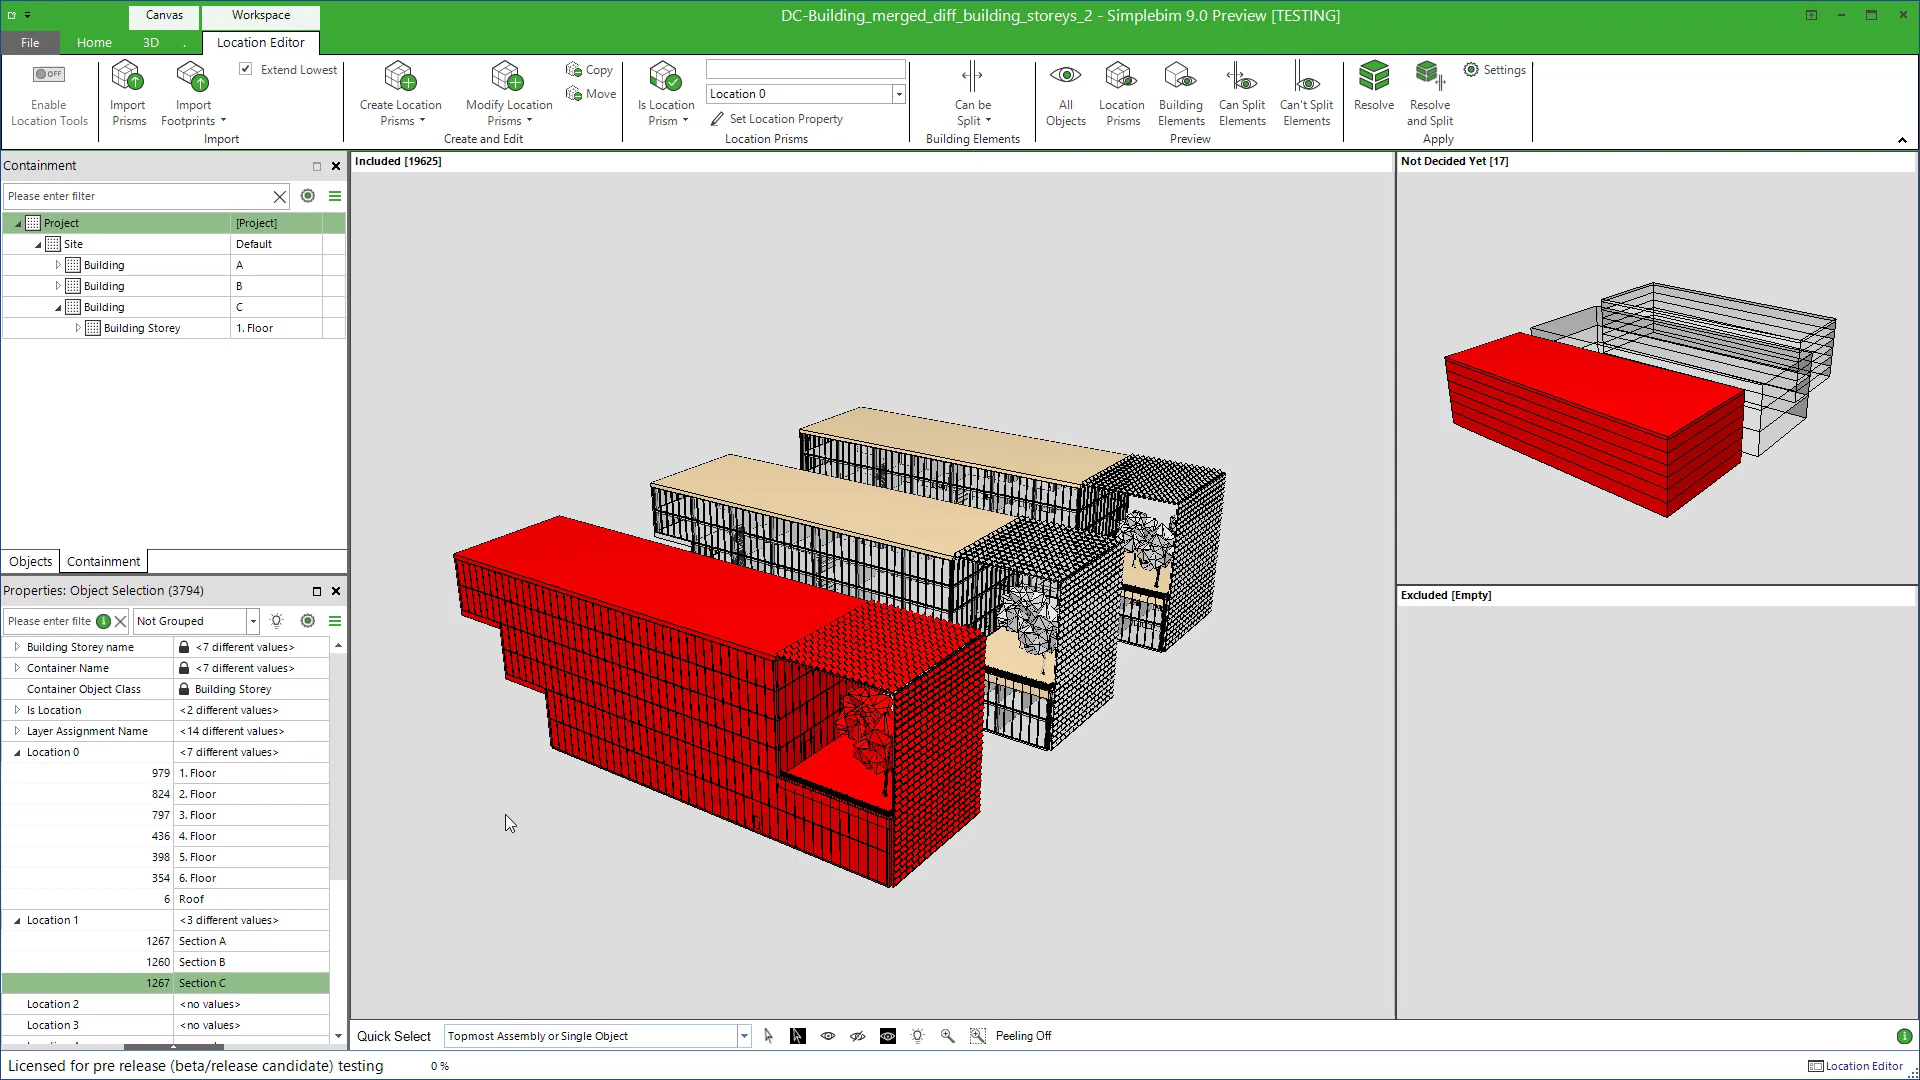 Canvas
Workspace
DC-Building_merged_diff_building_storeys_2 - Simplebim 9.0 Preview [TESTING]
File
Home
3D
.
Location Editor
OFF
Enable
Location Tools
Import
Prisms
Import
Footprints
Extend Lowest
Import
Create Location
Prisms
Modify Location
Prisms
Copy
Move
Create and Edit
Is Location
Prism
Location 0
Set Location Property
Location Prisms
Can be
Split
Building Elements
All
Objects
Location
Prisms
Building
Elements
Can Split
Elements
Can't Split
Elements
Preview
Resolve
Resolve
and Split
Settings
Apply
Containment
Please enter filter
Project [Project]
Site Default
Building A
Building B
Building C
Building Storey 1. Floor
Objects
Containment
Properties: Object Selection (3794)
Please enter filte
Not Grouped
Building Storey name <7 different values>
Container Name <7 different values>
Container Object Class Building Storey
Is Location <2 different values>
Layer Assignment Name <14 different values>
Location 0 <7 different values>
979 1. Floor
824 2. Floor
797 3. Floor
436 4. Floor
398 5. Floor
354 6. Floor
6 Roof
Location 1 <3 different values>
1267 Section A
1260 Section B
1267 Section C
Location 2 <no values>
Location 3 <no values>
Included [19625]
Not Decided Yet [17]
Excluded [Empty]
Quick Select
Topmost Assembly or Single Object
Peeling Off
Licensed for pre release (beta/release candidate) testing
0 %
Location Editor